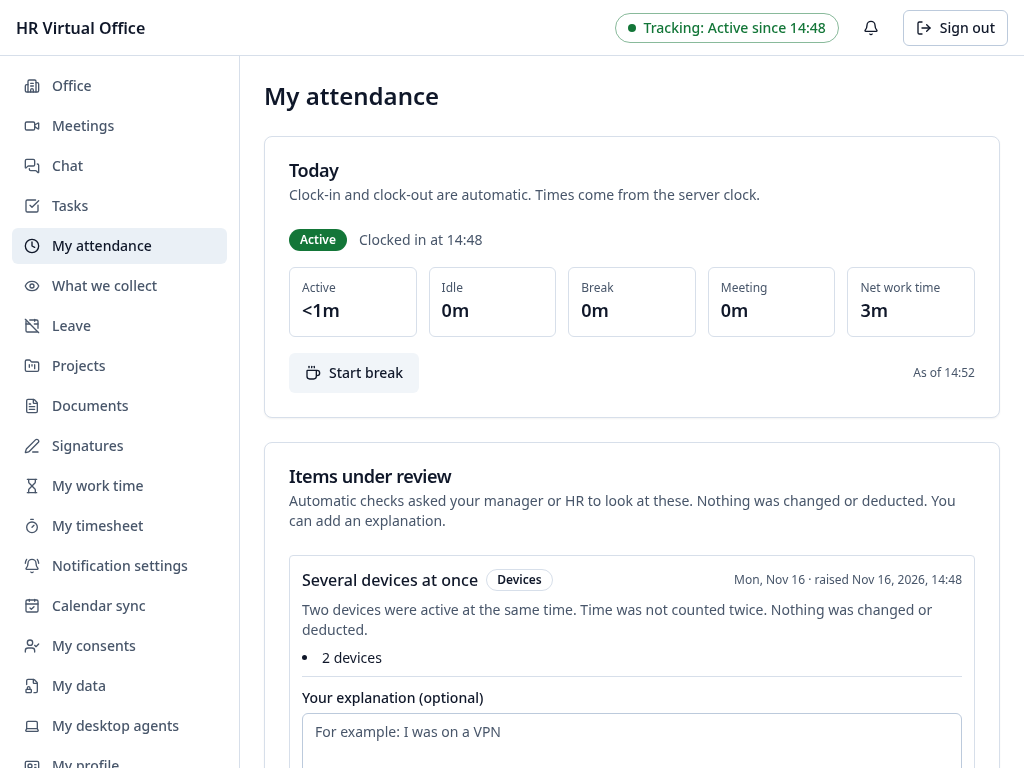 HR Virtual Office
Tracking: Active since 14:48
Sign out
Office
Meetings
Chat
Tasks
My attendance
What we collect
Leave
Projects
Documents
Signatures
My work time
My timesheet
Notification settings
Calendar sync
My consents
My data
My desktop agents
My profile
My attendance
Today
Clock-in and clock-out are automatic. Times come from the server clock.
Active
Clocked in at 14:48
Active
<1m
Idle
0m
Break
0m
Meeting
0m
Net work time
3m
Start break
As of 14:52
Items under review
Automatic checks asked your manager or HR to look at these. Nothing was changed or deducted. You
can add an explanation.
Several devices at once
Devices
Mon, Nov 16 · raised Nov 16, 2026, 14:48
Two devices were active at the same time. Time was not counted twice. Nothing was changed or
deducted.
• 2 devices
Your explanation (optional)
For example: I was on a VPN